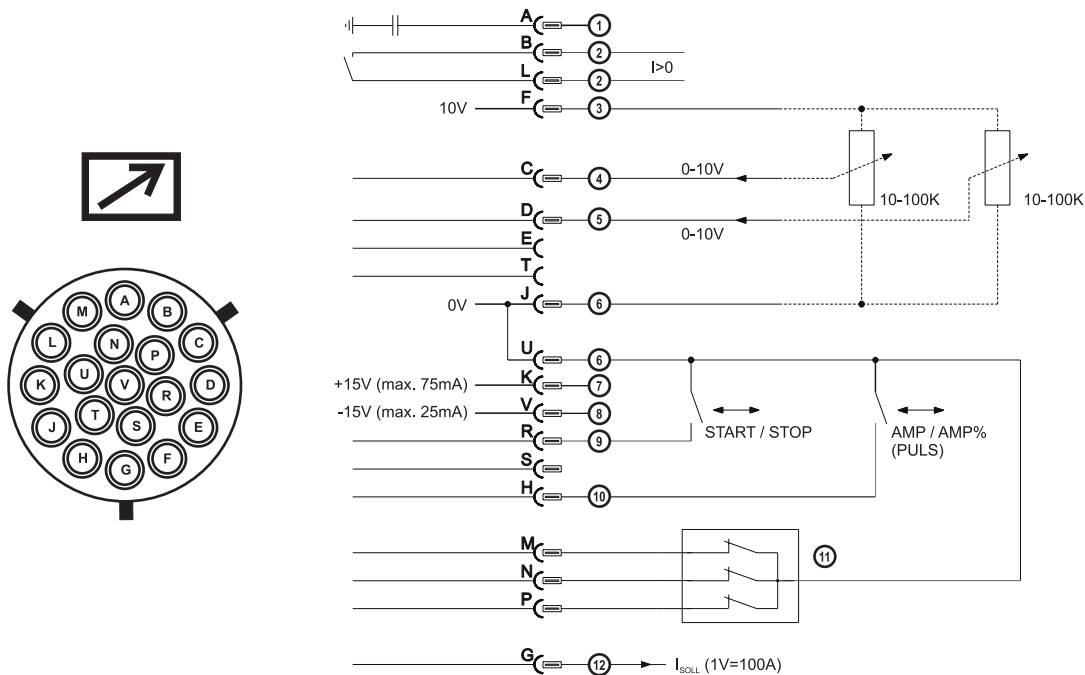 A 1
B 2
L 2
I>0
10V F 3
C 4 0-10V
10-100K 10-100K
D 5
0-10V
E
T
0V J 6
U 6
+15V (max. 75mA) K 7
-15V (max. 25mA) V 8
START / STOP
AMP / AMP%
(PULS)
R 9
S
H 10
M 11
N
P
G 12 ISOLL (1V=100A)
A
M B
L N P C
K U V R D
J T S E
H G F